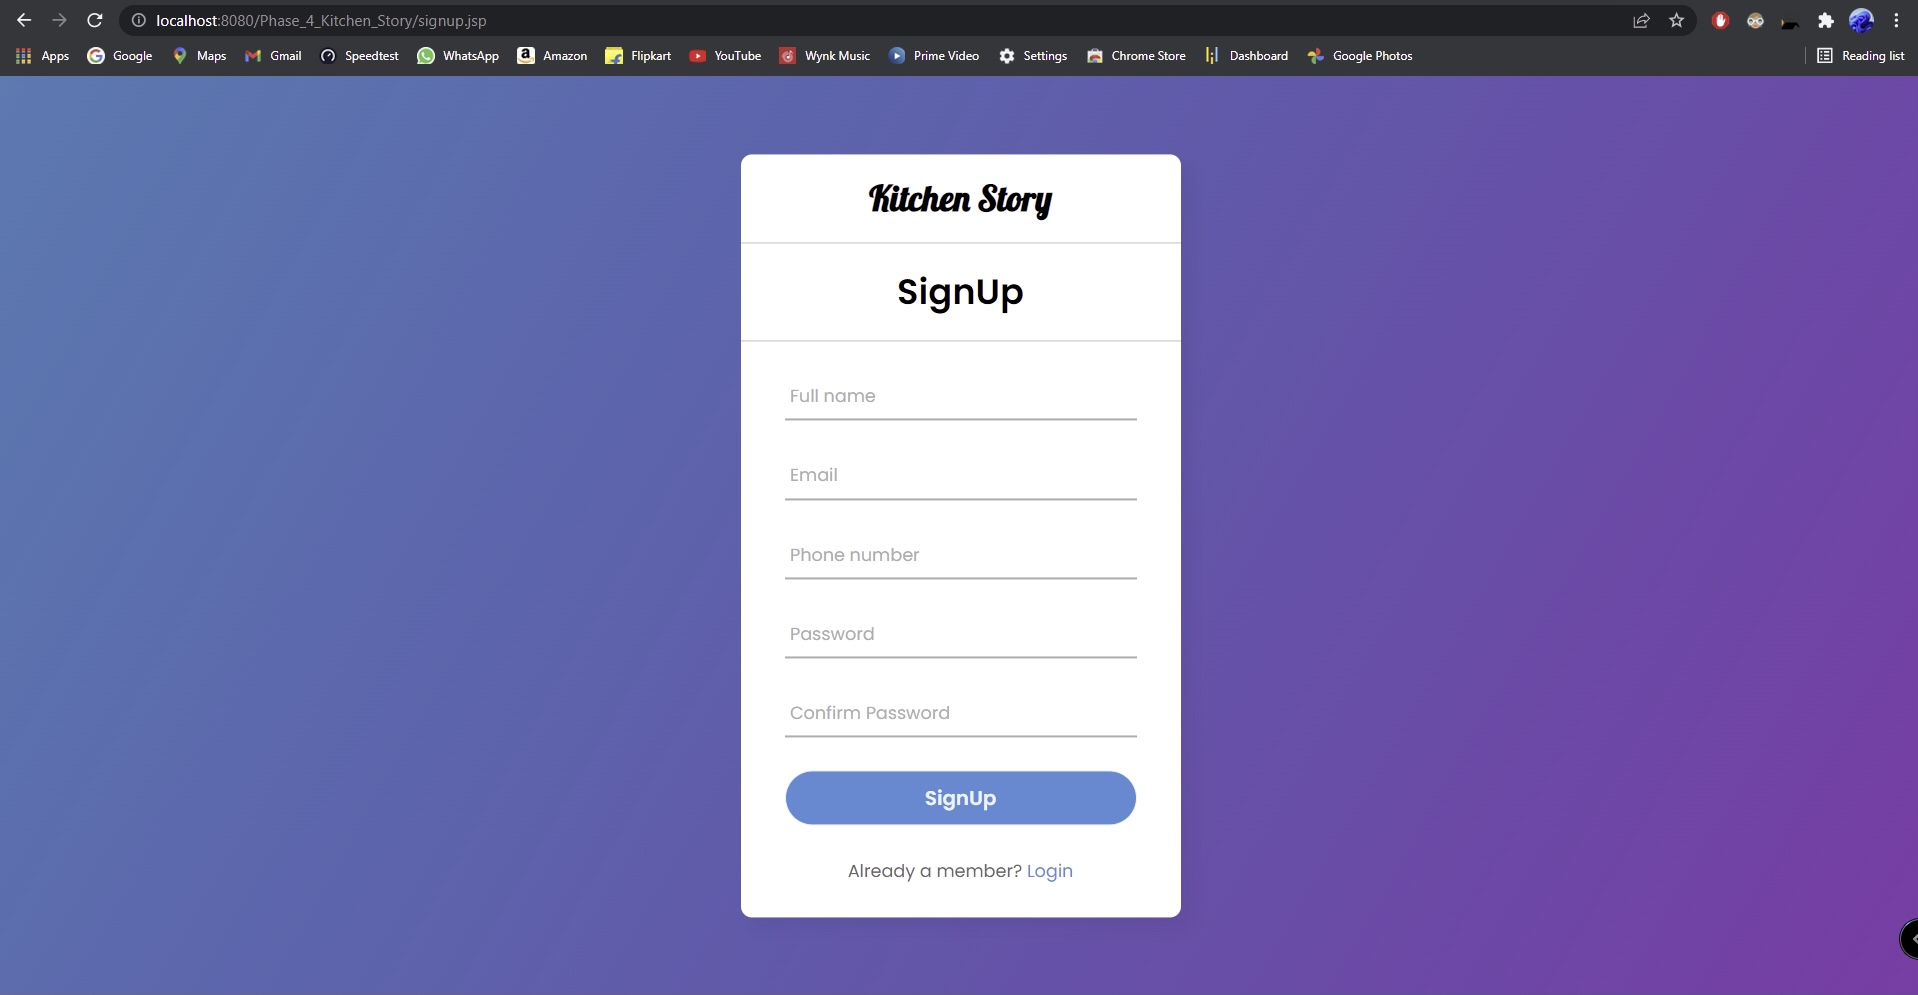 localhost:8080/Phase_4_Kitchen_Story/signup.jsp
Apps Google Maps Gmail Speedtest WhatsApp Amazon Flipkart YouTube Wynk Music Prime Video Settings Chrome Store Dashboard Google Photos Reading list
Kitchen Story
SignUp
Full name
Email
Phone number
Password
Confirm Password
SignUp
Already a member? Login